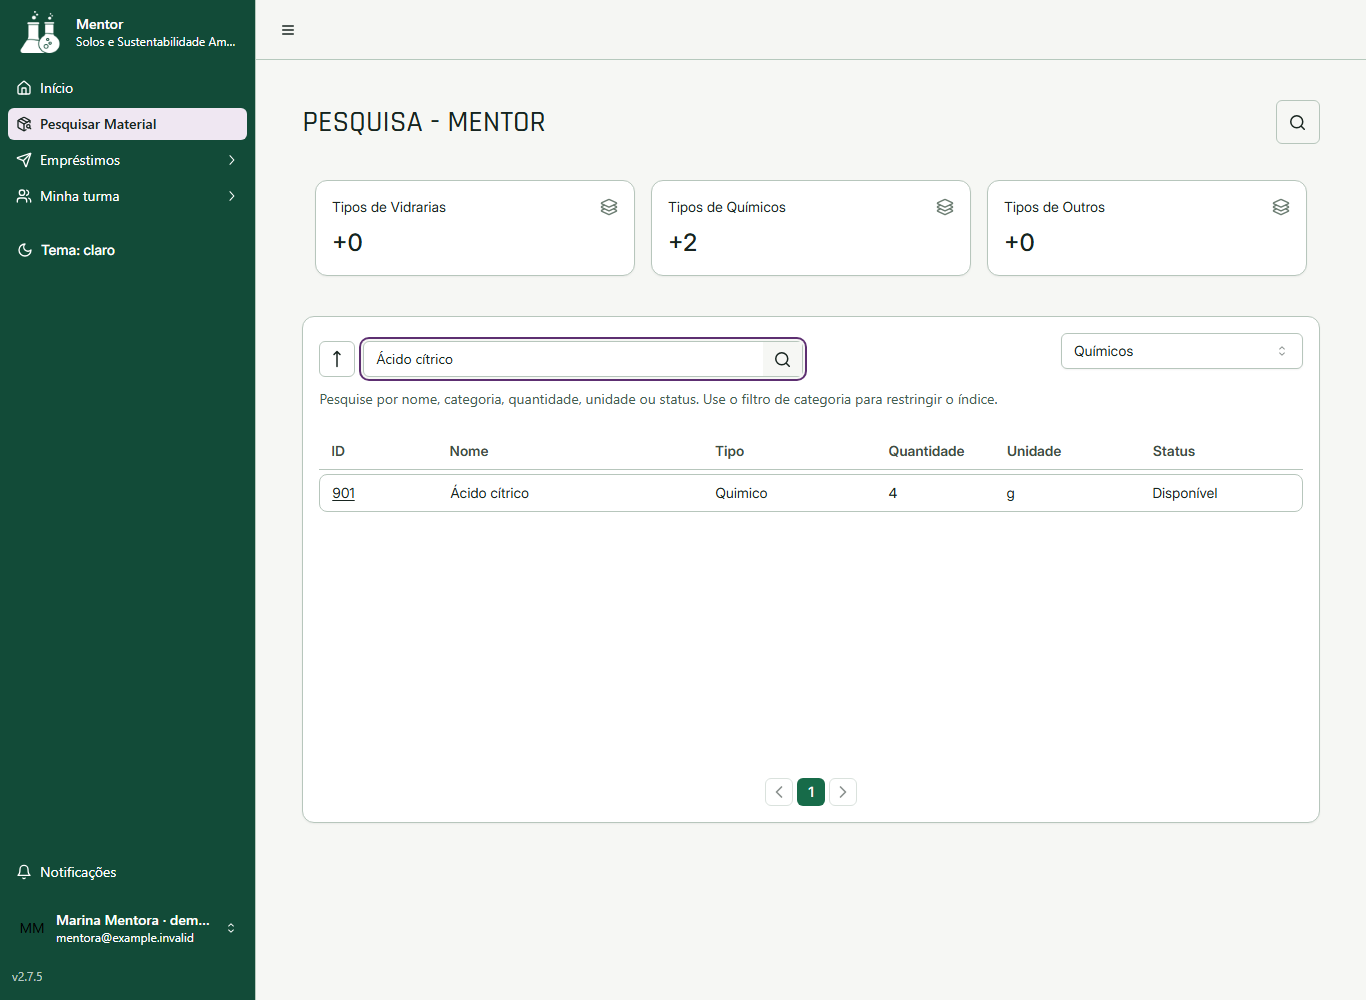 Mentor
Solos e Sustentabilidade Am...
Início
Pesquisar Material
Empréstimos
Minha turma
Tema: claro
Notificações
MM
Marina Mentora · dem...
mentora@example.invalid
v2.7.5
PESQUISA - MENTOR
Tipos de Vidrarias
+0
Tipos de Químicos
+2
Tipos de Outros
+0
Ácido cítrico
Químicos
Pesquise por nome, categoria, quantidade, unidade ou status. Use o filtro de categoria para restringir o índice.
ID Nome Tipo Quantidade Unidade Status
901 Ácido cítrico Quimico 4 g Disponível
1